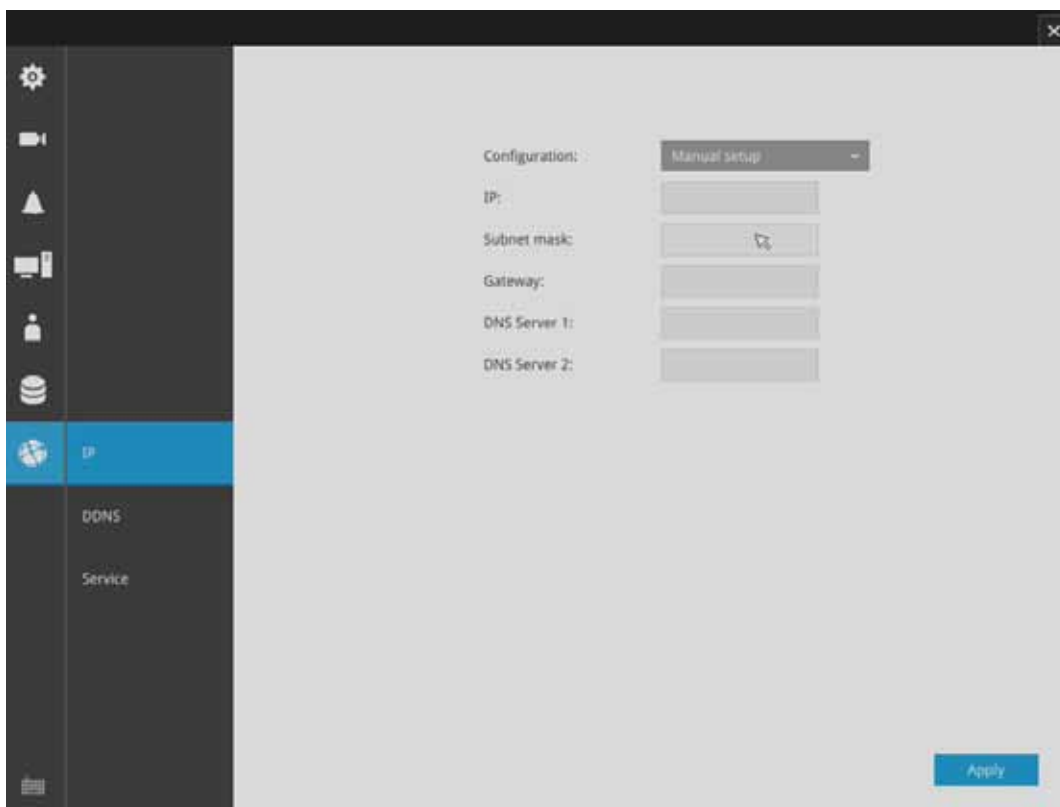 Configuration: Manual setup
IP:
Subnet mask:
Gateway:
DNS Server 1:
DNS Server 2:
IP
DDNS
Service
Apply